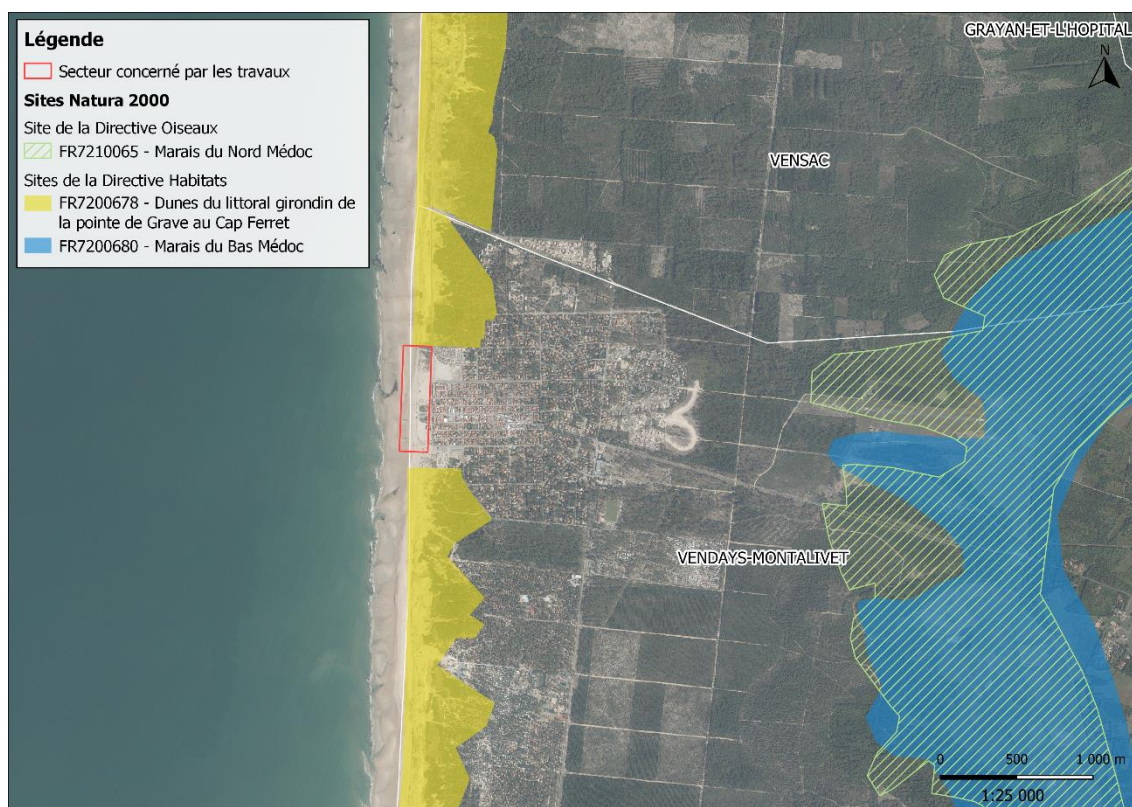 Légende
Secteur concerné par les travaux
Sites Natura 2000
Site de la Directive Oiseaux
FR7210065 - Marais du Nord Médoc
Sites de la Directive Habitats
FR7200678 - Dunes du littoral girondin de
la pointe de Grave au Cap Ferret
FR7200680 - Marais du Bas Médoc
GRAYAN-ET-L'HOPITAL
N
VENSAC
VENDAYS-MONTALIVET
0 500 1 000 m
1:25 000